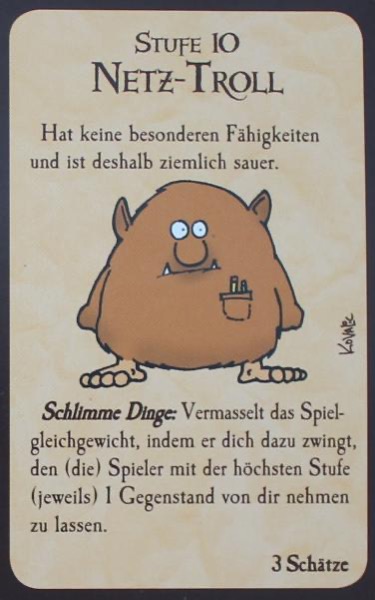 Stufe 10
Netz-Troll
Hat keine besonderen Fähigkeiten
und ist deshalb ziemlich sauer.
Kovalic
Schlimme Dinge: Vermasselt das Spiel-
gleichgewicht, indem er dich dazu zwingt,
den (die) Spieler mit der höchsten Stufe
(jeweils) 1 Gegenstand von dir nehmen
zu lassen.
3 Schätze